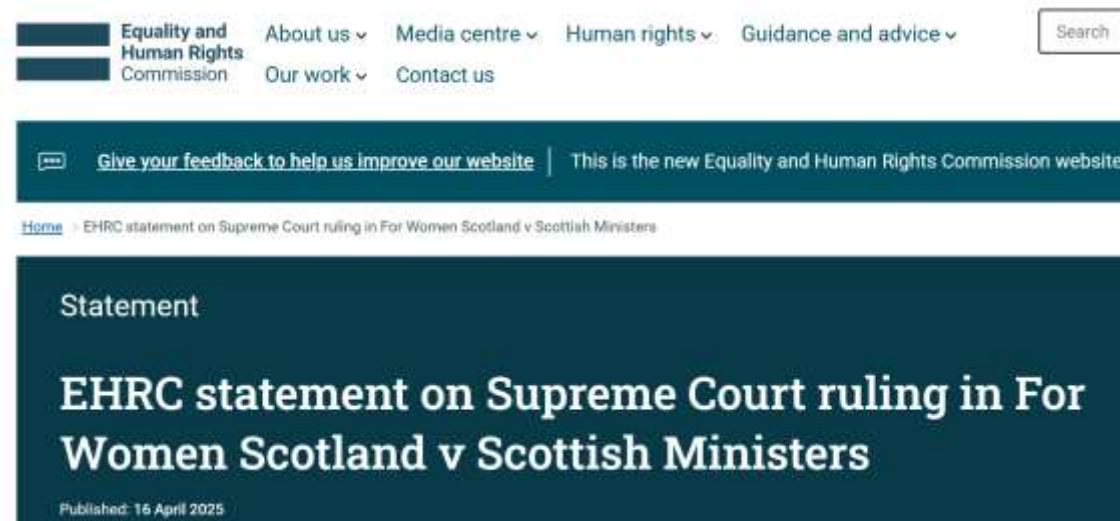 Equality and
Human Rights
Commission
About us
Media centre
Human rights
Guidance and advice
Our work
Contact us
Search
Give your feedback to help us improve our website
This is the new Equality and Human Rights Commission website
Home > EHRC statement on Supreme Court ruling in For Women Scotland v Scottish Ministers
Statement
EHRC statement on Supreme Court ruling in For
Women Scotland v Scottish Ministers
Published: 16 April 2025